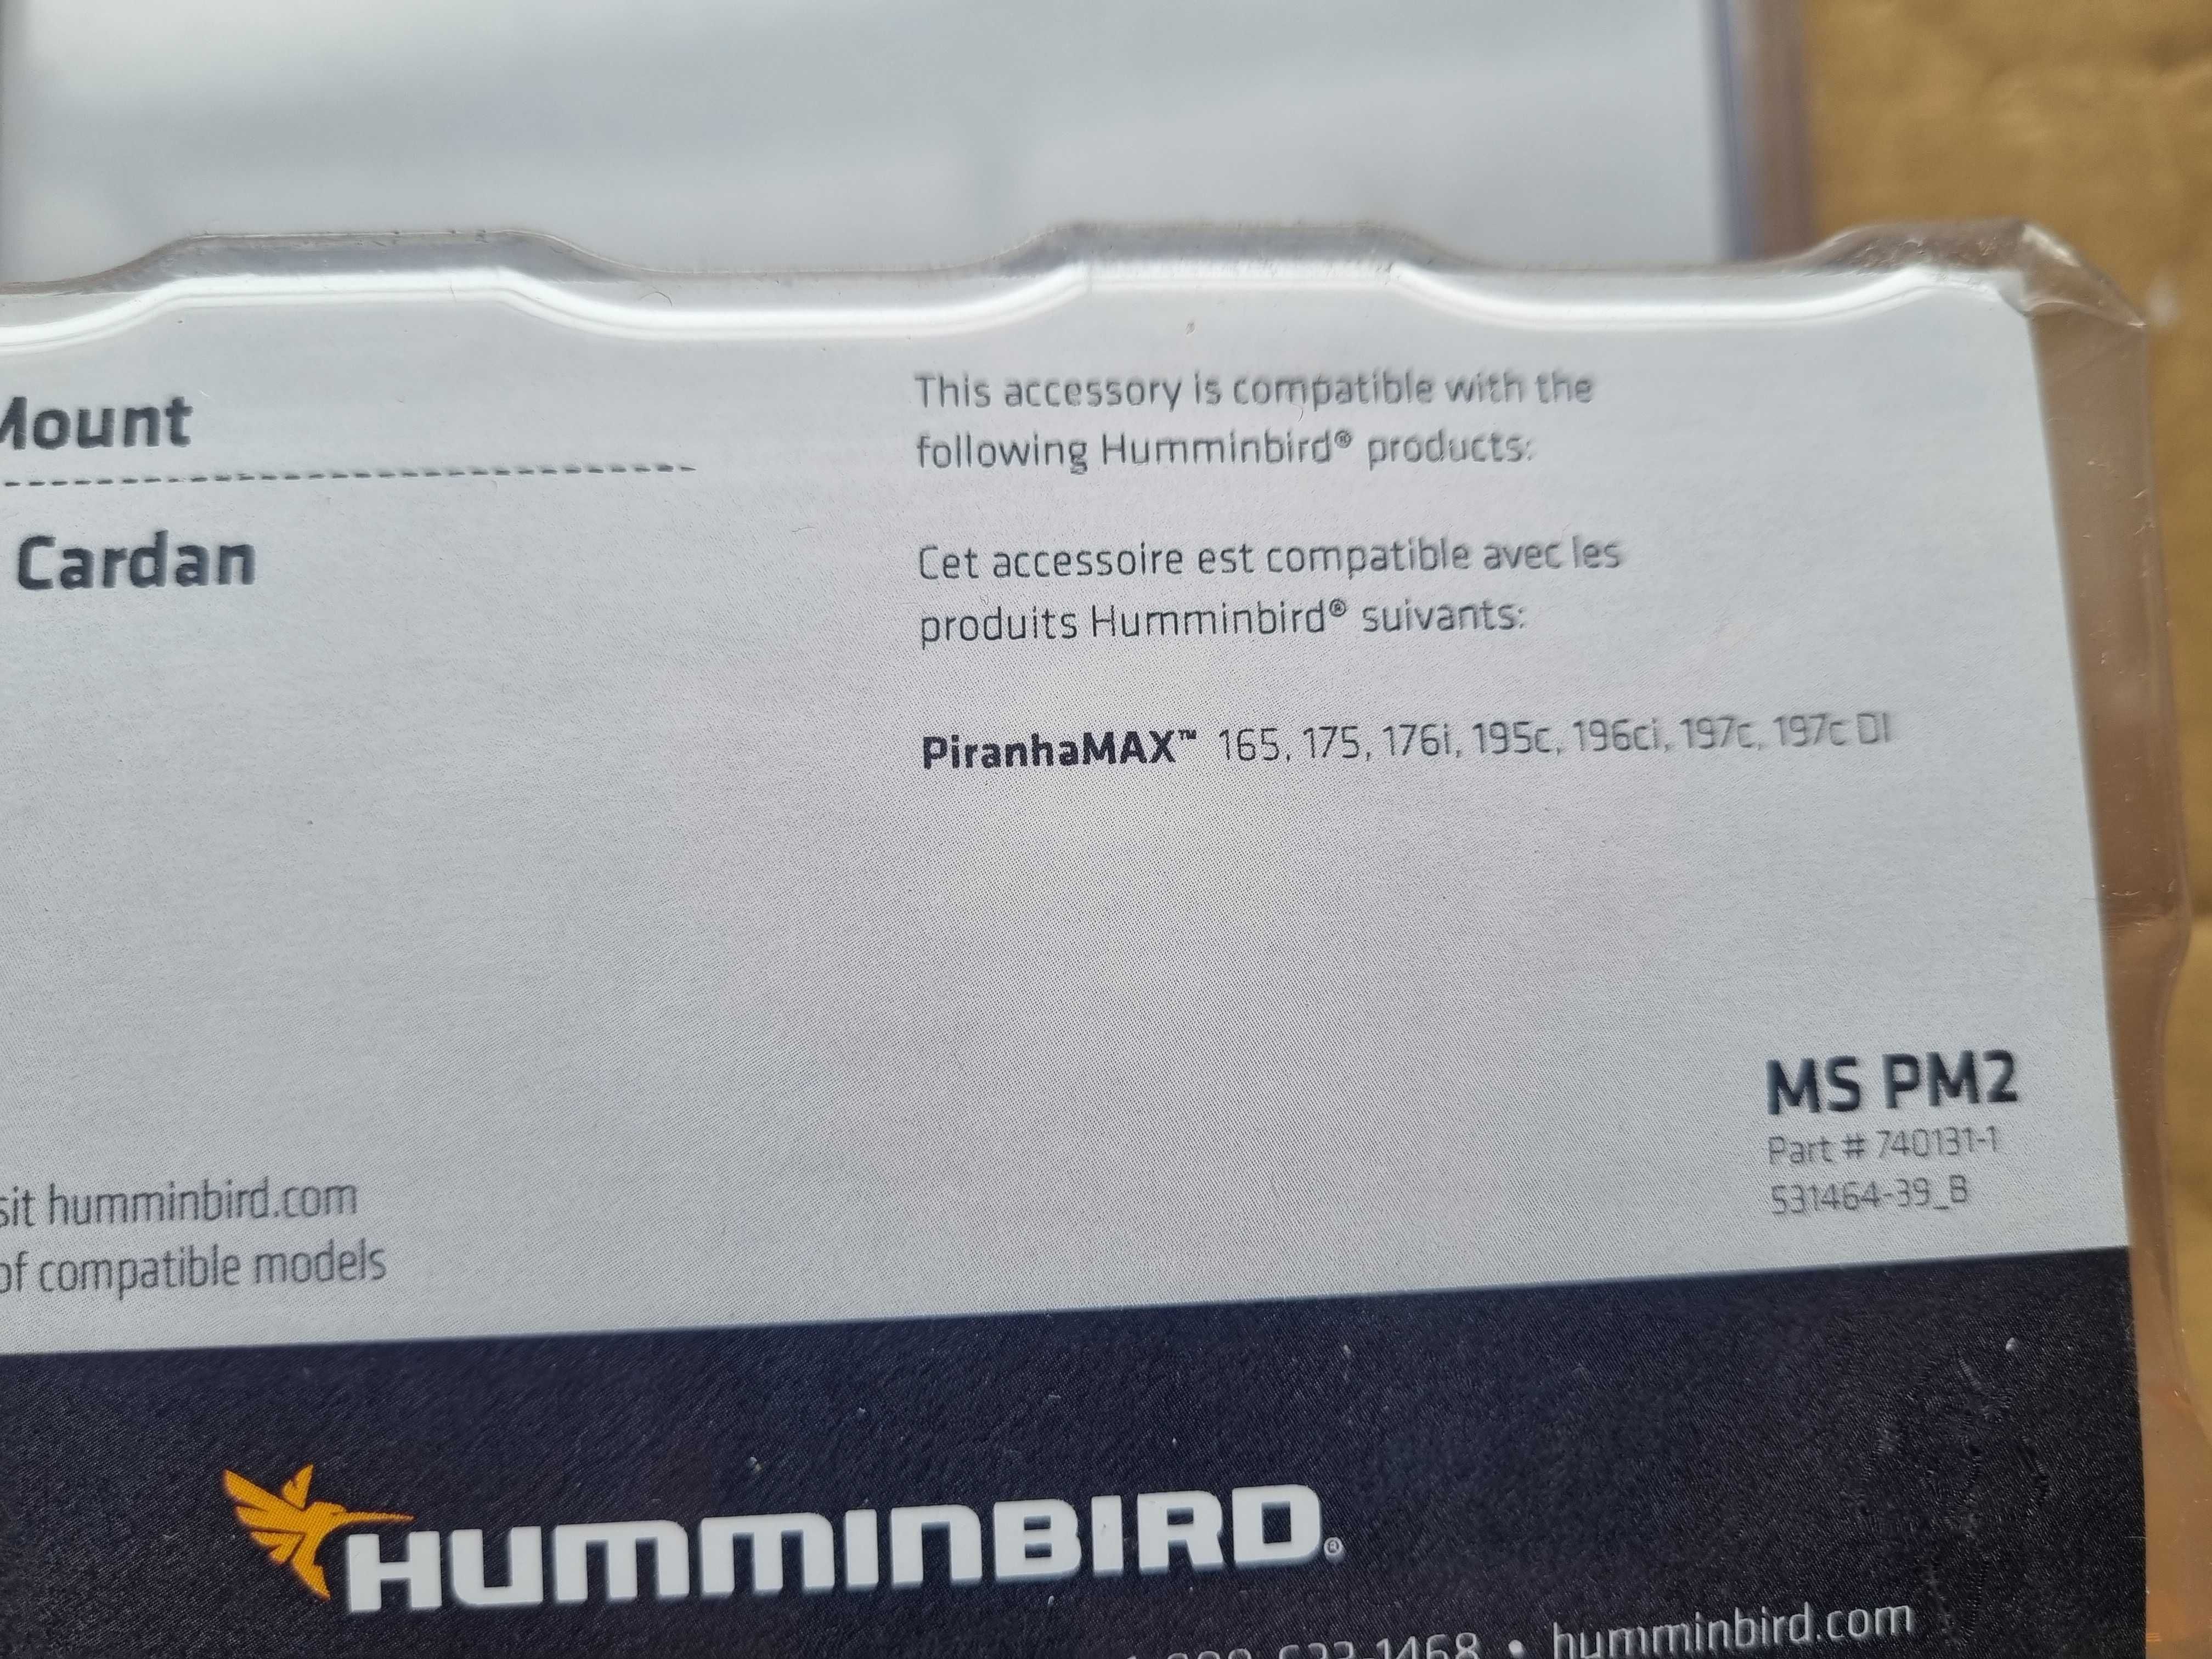 Mount
Cardan
sit humminbird.com
of compatible models
This accessory is compatible with the
following Humminbird® products:
Cet accessoire est compatible avec les
produits Humminbird® suivants:
PiranhaMAX™ 165, 175, 176i, 195c, 196ci, 197c, 197c DI
MS PM2
Part # 740131-1
531464-39_B
HUMMINBIRD®
1468 • humminbird.com